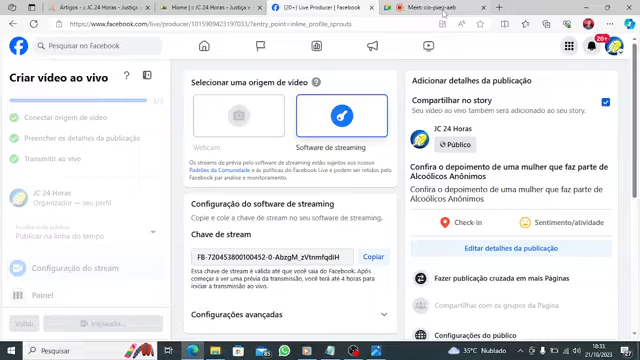 Artigos - :: JC 24 Horas - Justiça
Home | :: JC 24 Horas - Justiça
(20+) Live Producer | Facebook
Meet: cio-paez-aeb
https://www.facebook.com/live/producer/1015909423197033/?entry_point=inline_profile_sprouts
Pesquisar no Facebook
20+
Criar vídeo ao vivo
?
3/3
Conectar origem de vídeo
Preencher os detalhes da publicação
Transmitir ao vivo
JC 24 Horas
Organizador — seu perfil
Publicar na linha do tempo
Configuração do stream
Painel
Voltar
Selecionar uma origem de vídeo
Webcam
Software de streaming
Os streams de prévia pelo software de streaming estão sujeitos aos nossos
Padrões da Comunidade e às políticas do Facebook Live e podem ser retidos pelo
Facebook para análise e monitoramento.
Configuração do software de streaming
Copie e cole a chave de stream no seu software de streaming.
Chave de stream
FB-720453800100452-0-AbzgM_zVtnmfqdiH
Copiar
Essa chave de stream é válida até que você saia do Facebook. Após
começar a ver uma prévia da transmissão, você terá até 4 horas para
iniciar a transmissão ao vivo.
Configurações avançadas
Adicionar detalhes da publicação
Compartilhar no story
Seu vídeo ao vivo também será adicionado ao seu story.
JC 24 Horas
Público
Confira o depoimento de uma mulher que faz parte de
Alcoólicos Anônimos
Confira o depoimento de uma mulher que faz parte de
Alcoólicos Anônimos
Check-in
Sentimento/atividade
Editar detalhes da publicação
Fazer publicação cruzada em mais Páginas
Compartilhar com os grupos da Página
Configurações do público
Pesquisar
35°C Nublado
18:31
21/10/2023